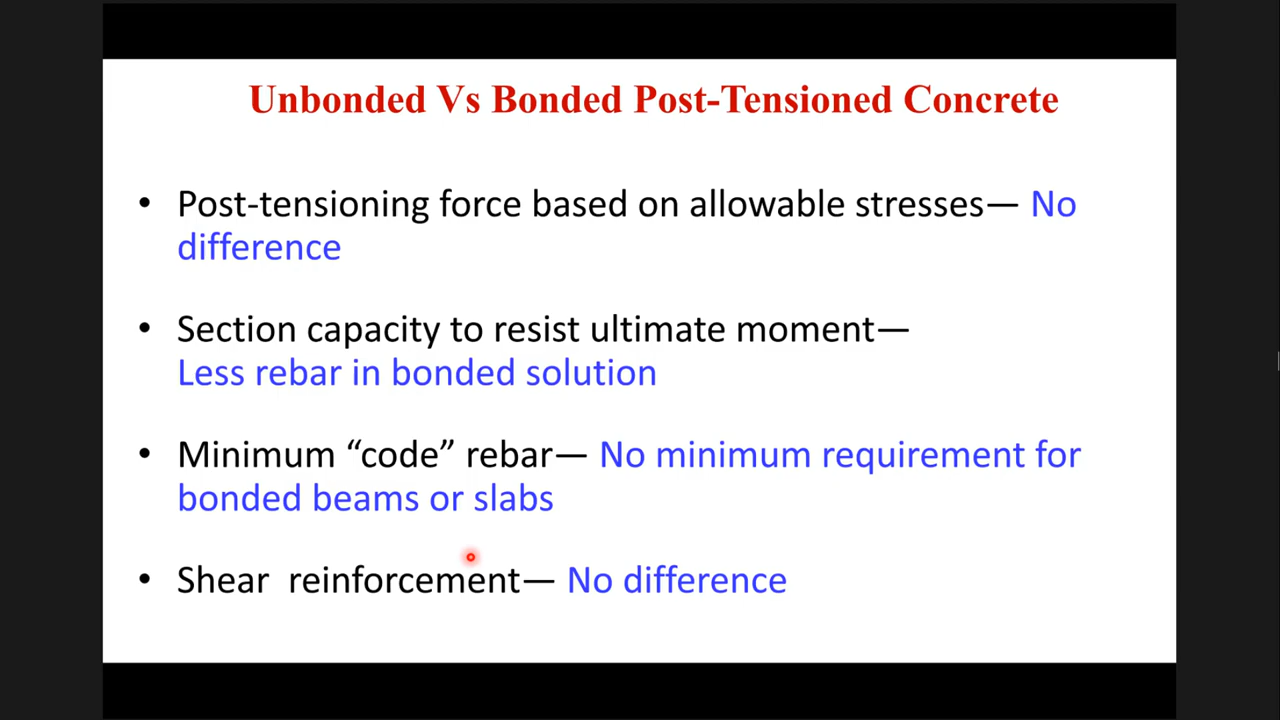 Unbonded Vs Bonded Post-Tensioned Concrete
• Post-tensioning force based on allowable stresses— No
difference
• Section capacity to resist ultimate moment—
Less rebar in bonded solution
• Minimum “code” rebar— No minimum requirement for
bonded beams or slabs
• Shear  reinforcement— No difference